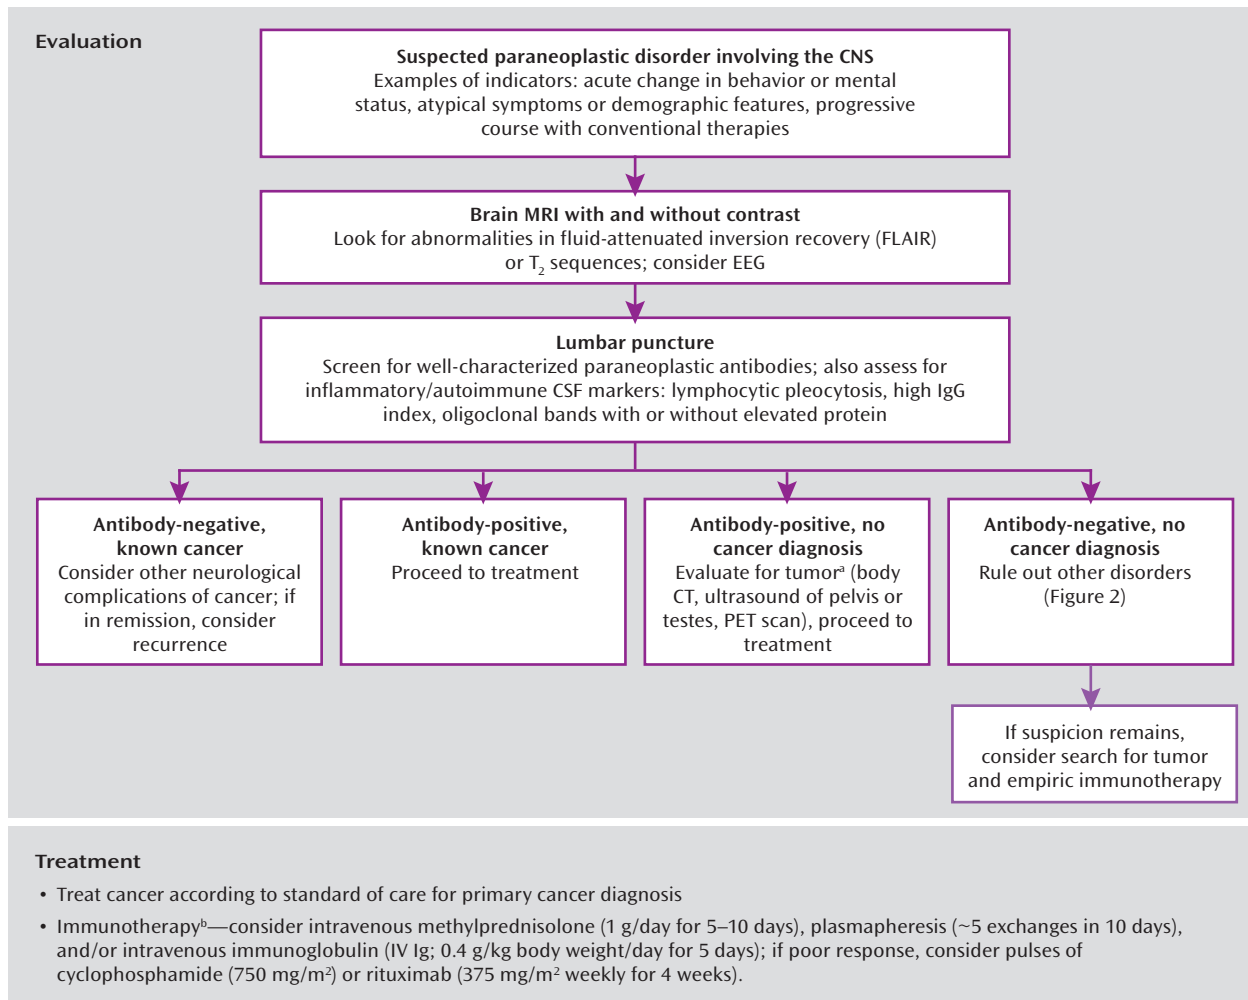 Evaluation
Suspected paraneoplastic disorder involving the CNS
Examples of indicators: acute change in behavior or mental
status, atypical symptoms or demographic features, progressive
course with conventional therapies
Brain MRI with and without contrast
Look for abnormalities in fluid-attenuated inversion recovery (FLAIR)
or T₂ sequences; consider EEG
Lumbar puncture
Screen for well-characterized paraneoplastic antibodies; also assess for
inflammatory/autoimmune CSF markers: lymphocytic pleocytosis, high IgG
index, oligoclonal bands with or without elevated protein
Antibody-negative,
known cancer
Consider other neurological
complications of cancer; if
in remission, consider
recurrence
Antibody-positive,
known cancer
Proceed to treatment
Antibody-positive, no
cancer diagnosis
Evaluate for tumorᵃ (body
CT, ultrasound of pelvis or
testes, PET scan), proceed to
treatment
Antibody-negative, no
cancer diagnosis
Rule out other disorders
(Figure 2)
If suspicion remains,
consider search for tumor
and empiric immunotherapy
Treatment
• Treat cancer according to standard of care for primary cancer diagnosis
• Immunotherapyᵇ—consider intravenous methylprednisolone (1 g/day for 5–10 days), plasmapheresis (~5 exchanges in 10 days),
and/or intravenous immunoglobulin (IV Ig; 0.4 g/kg body weight/day for 5 days); if poor response, consider pulses of
cyclophosphamide (750 mg/m²) or rituximab (375 mg/m² weekly for 4 weeks).